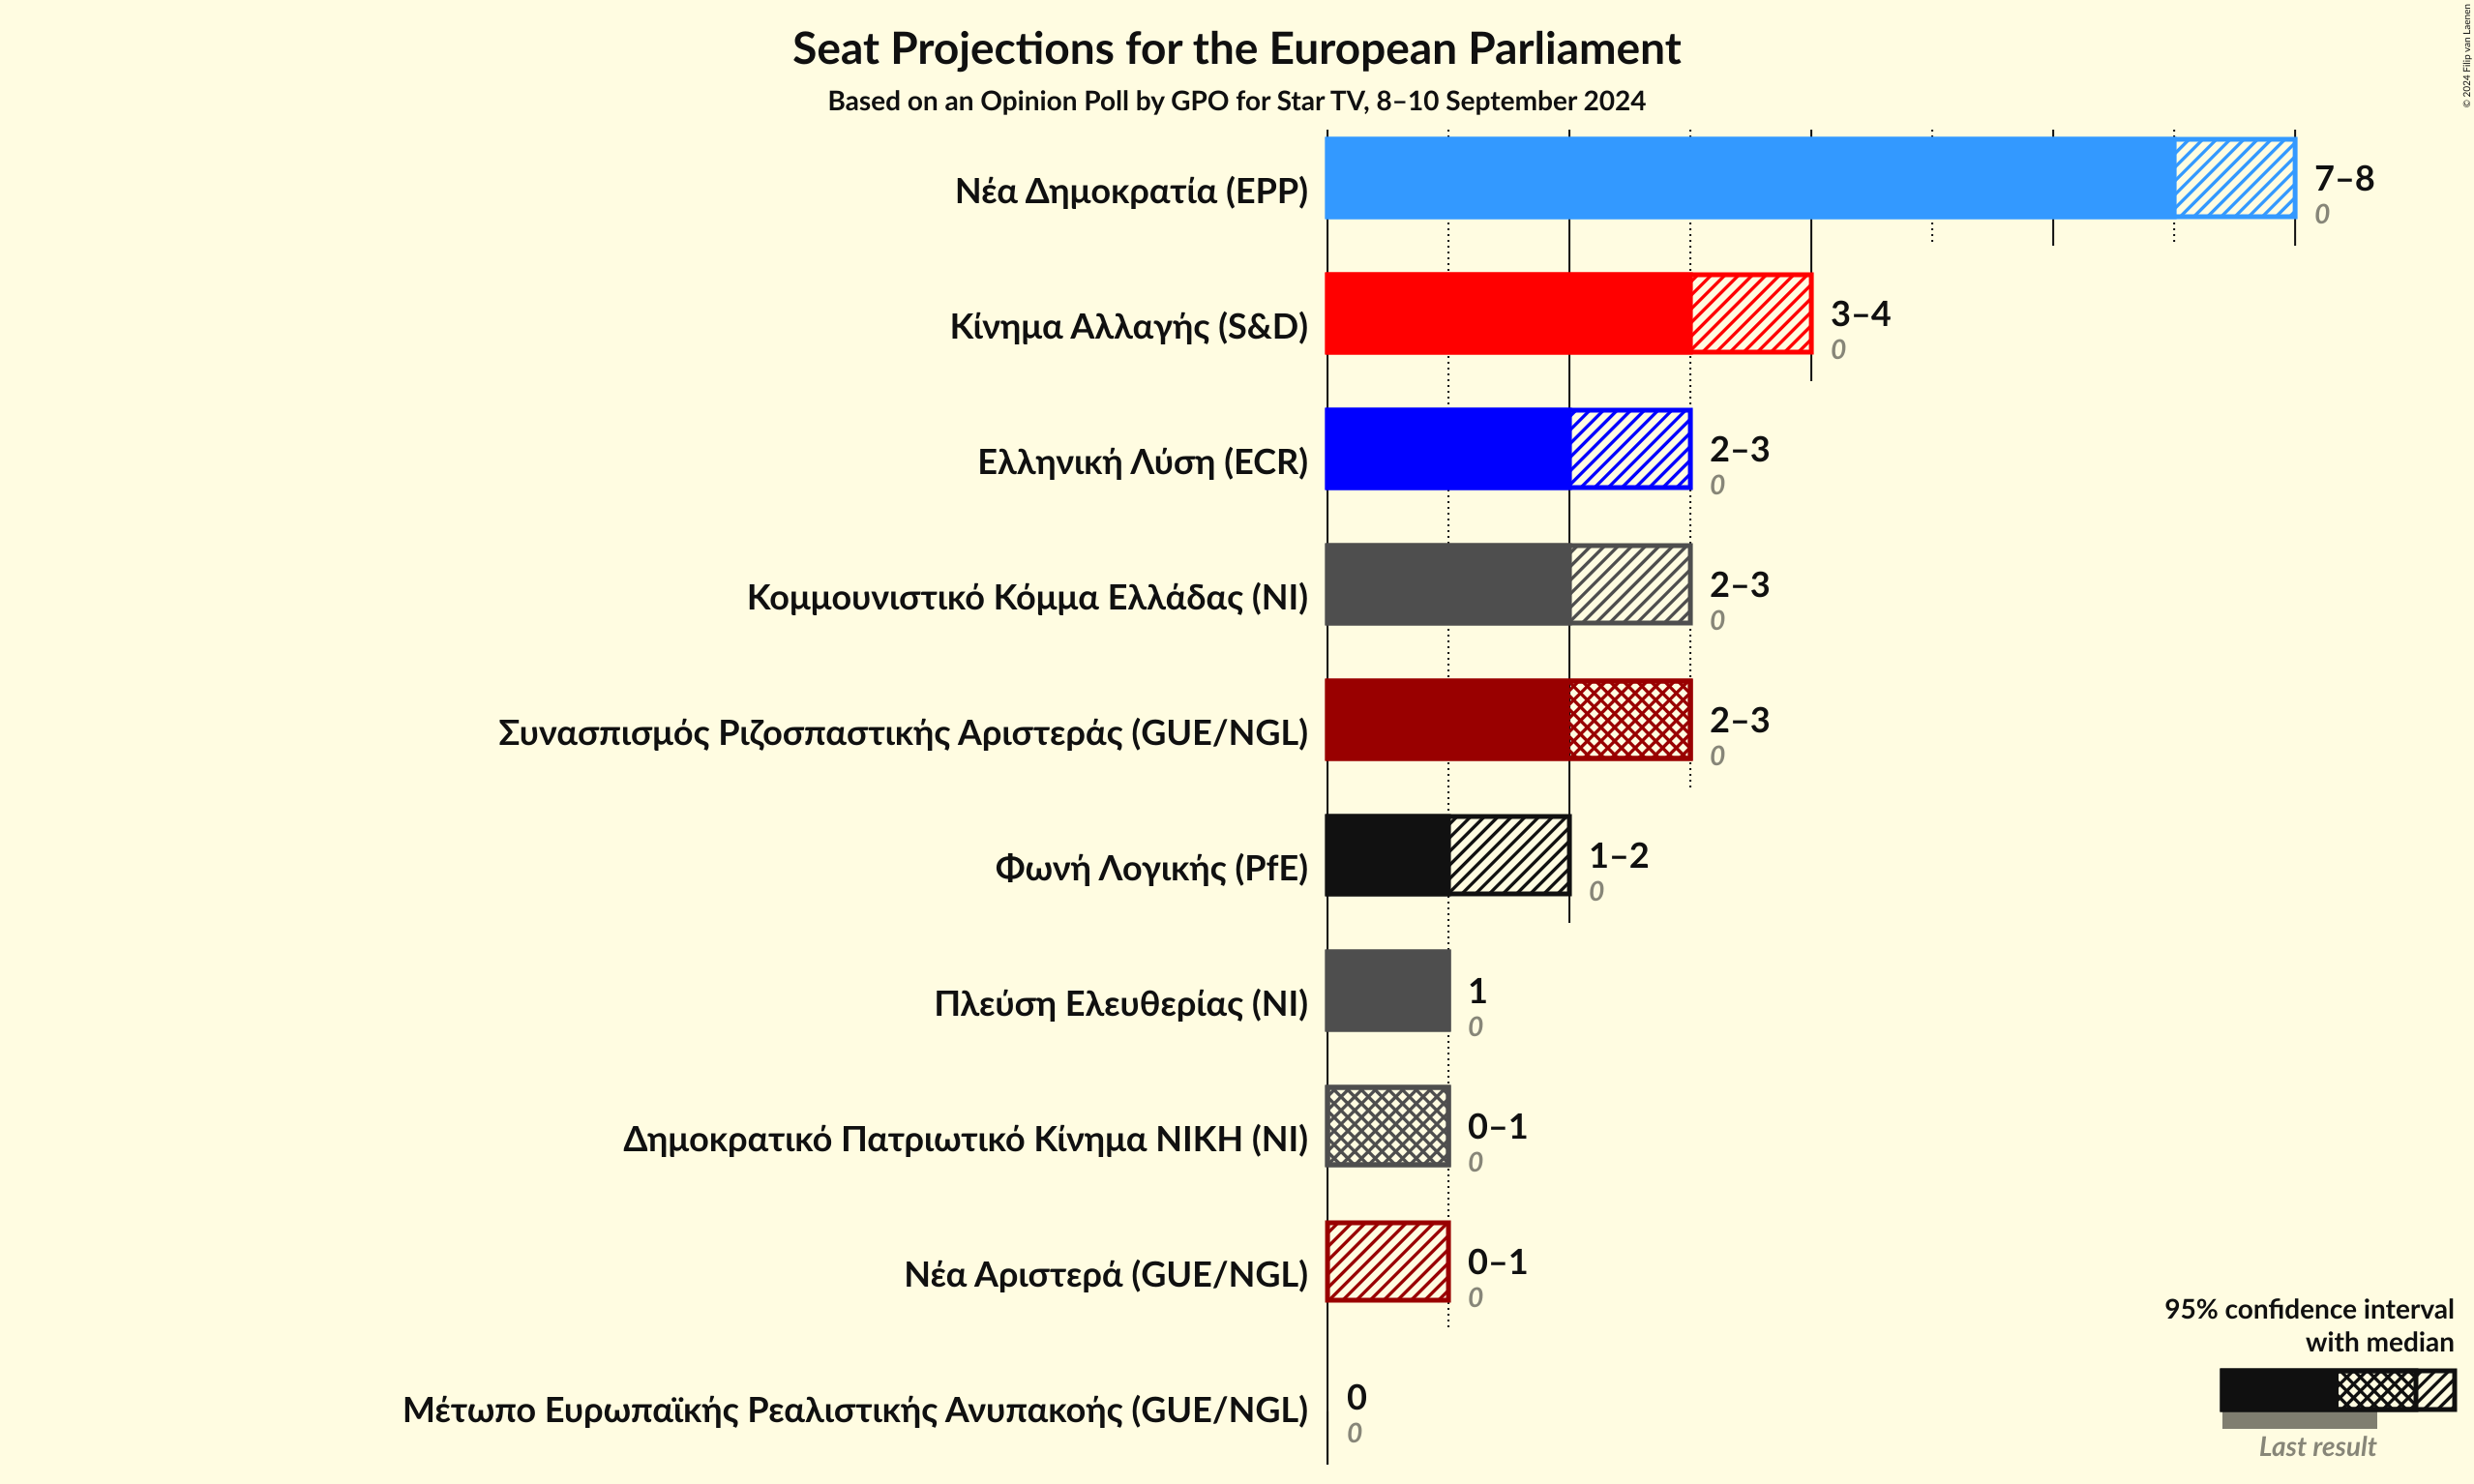 Seat Projections for the European Parliament
Based on an Opinion Poll by GPO for Star TV, 8–10 September 2024
© 2024 Filip van Laenen
Νέα Δημοκρατία (EPP)
7–8
0
Κίνημα Αλλαγής (S&D)
3–4
0
Ελληνική Λύση (ECR)
2–3
0
Κομμουνιστικό Κόμμα Ελλάδας (NI)
2–3
0
Συνασπισμός Ριζοσπαστικής Αριστεράς (GUE/NGL)
2–3
0
Φωνή Λογικής (PfE)
1–2
0
Πλεύση Ελευθερίας (NI)
1
0
Δημοκρατικό Πατριωτικό Κίνημα ΝΙΚΗ (NI)
0–1
0
Νέα Αριστερά (GUE/NGL)
0–1
0
Μέτωπο Ευρωπαϊκής Ρεαλιστικής Ανυπακοής (GUE/NGL)
0
0
95% confidence interval
with median
Last result